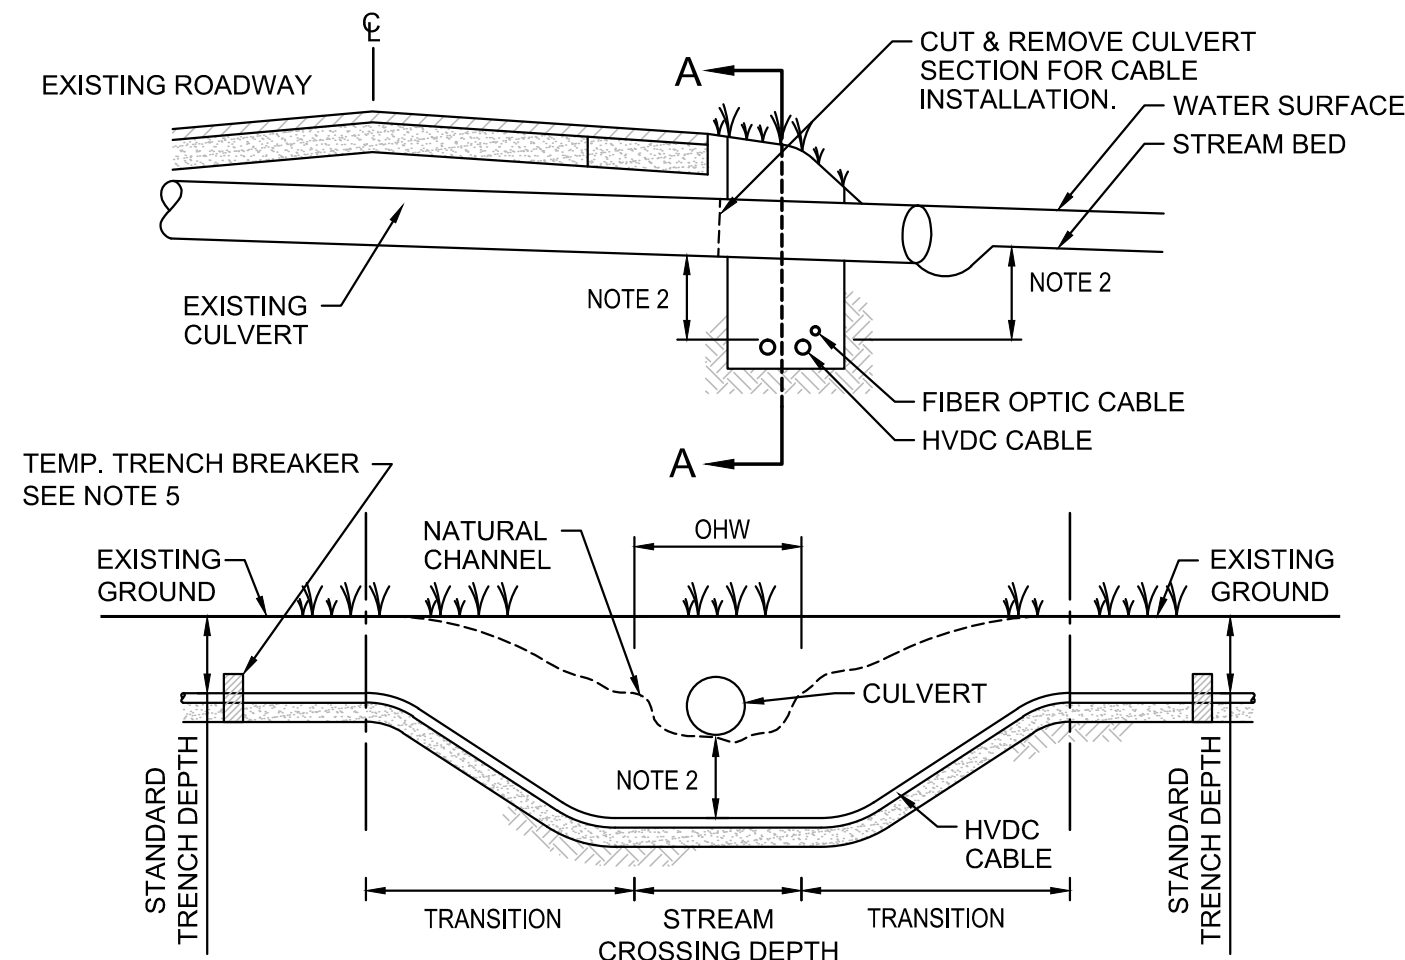 ℄
EXISTING ROADWAY
A
CUT & REMOVE CULVERT
SECTION FOR CABLE
INSTALLATION.
WATER SURFACE
STREAM BED
EXISTING
CULVERT
NOTE 2
NOTE 2
FIBER OPTIC CABLE
HVDC CABLE
A
TEMP. TRENCH BREAKER
SEE NOTE 5
NATURAL
CHANNEL
OHW
EXISTING
GROUND
EXISTING
GROUND
CULVERT
NOTE 2
HVDC
CABLE
STANDARD
TRENCH DEPTH
STANDARD
TRENCH DEPTH
TRANSITION
STREAM
CROSSING DEPTH
TRANSITION